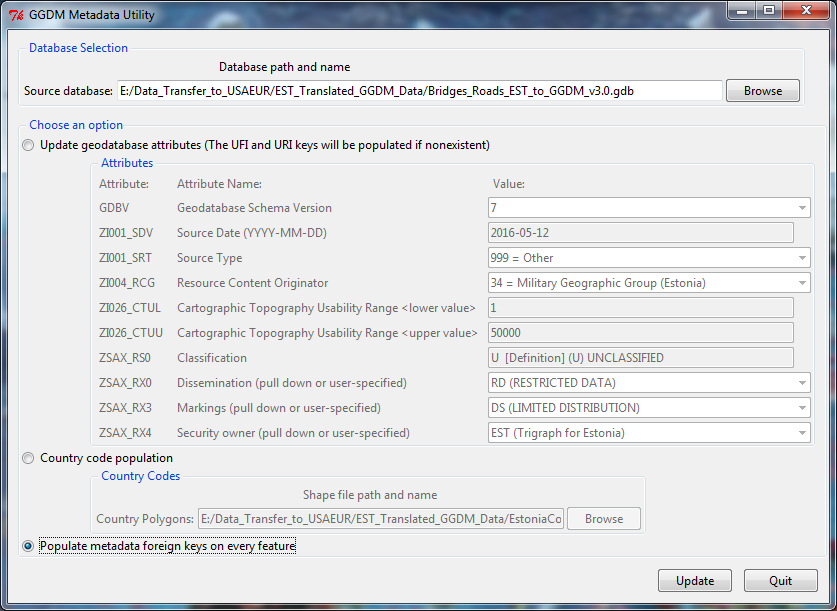 GGDM Metadata Utility
Database Selection
Database path and name
Source database: E:/Data_Transfer_to_USAEUR/EST_Translated_GGDM_Data/Bridges_Roads_EST_to_GGDM_v3.0.gdb Browse
Choose an option
Update geodatabase attributes (The UFI and URI keys will be populated if nonexistent)
Attributes
Attribute: Attribute Name: Value:
GDBV Geodatabase Schema Version 7
ZI001_SDV Source Date (YYYY-MM-DD) 2016-05-12
ZI001_SRT Source Type 999 = Other
ZI004_RCG Resource Content Originator 34 = Military Geographic Group (Estonia)
ZI026_CTUL Cartographic Topography Usability Range <lower value> 1
ZI026_CTUU Cartographic Topography Usability Range <upper value> 50000
ZSAX_RS0 Classification U [Definition] (U) UNCLASSIFIED
ZSAX_RX0 Dissemination (pull down or user-specified) RD (RESTRICTED DATA)
ZSAX_RX3 Markings (pull down or user-specified) DS (LIMITED DISTRIBUTION)
ZSAX_RX4 Security owner (pull down or user-specified) EST (Trigraph for Estonia)
Country code population
Country Codes
Shape file path and name
Country Polygons: E:/Data_Transfer_to_USAEUR/EST_Translated_GGDM_Data/EstoniaCo Browse
Populate metadata foreign keys on every feature
Update Quit